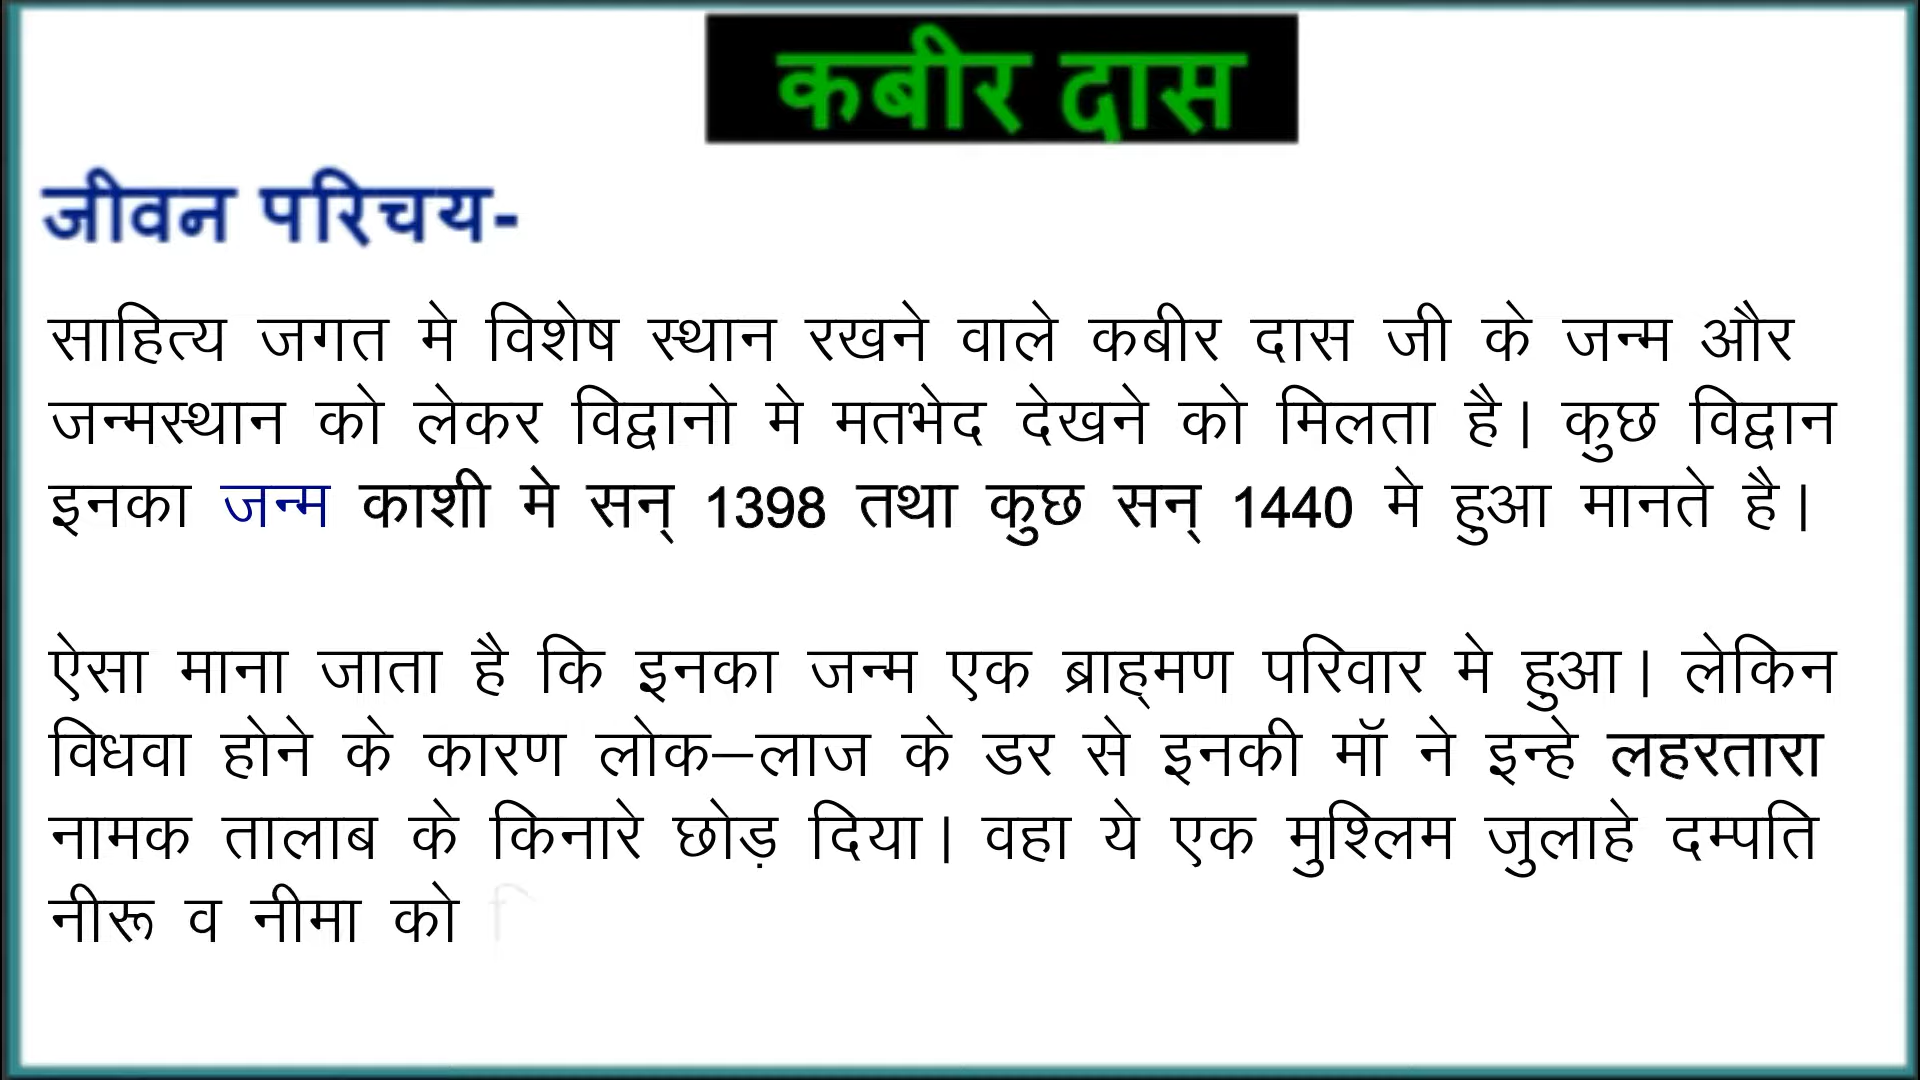 कबीर दास
जीवन परिचय-
साहित्य जगत मे विशेष स्थान रखने वाले कबीर दास जी के जन्म और
जन्मस्थान को लेकर विद्वानो मे मतभेद देखने को मिलता है। कुछ विद्वान
इनका जन्म काशी मे सन् 1398 तथा कुछ सन् 1440 मे हुआ मानते है।
ऐसा माना जाता है कि इनका जन्म एक ब्राह्मण परिवार मे हुआ। लेकिन
विधवा होने के कारण लोक–लाज के डर से इनकी मॉ ने इन्हे लहरतारा
नामक तालाब के किनारे छोड़ दिया। वहा ये एक मुश्लिम जुलाहे दम्पति
नीरू व नीमा को